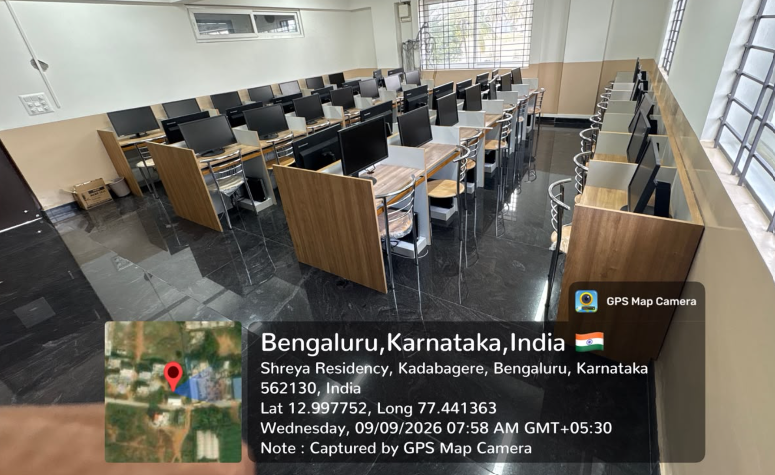 GPS Map Camera
Bengaluru,Karnataka,India
Shreya Residency, Kadabagere, Bengaluru, Karnataka
562130, India
Lat 12.997752, Long 77.441363
Wednesday, 09/09/2026 07:58 AM GMT+05:30
Note : Captured by GPS Map Camera